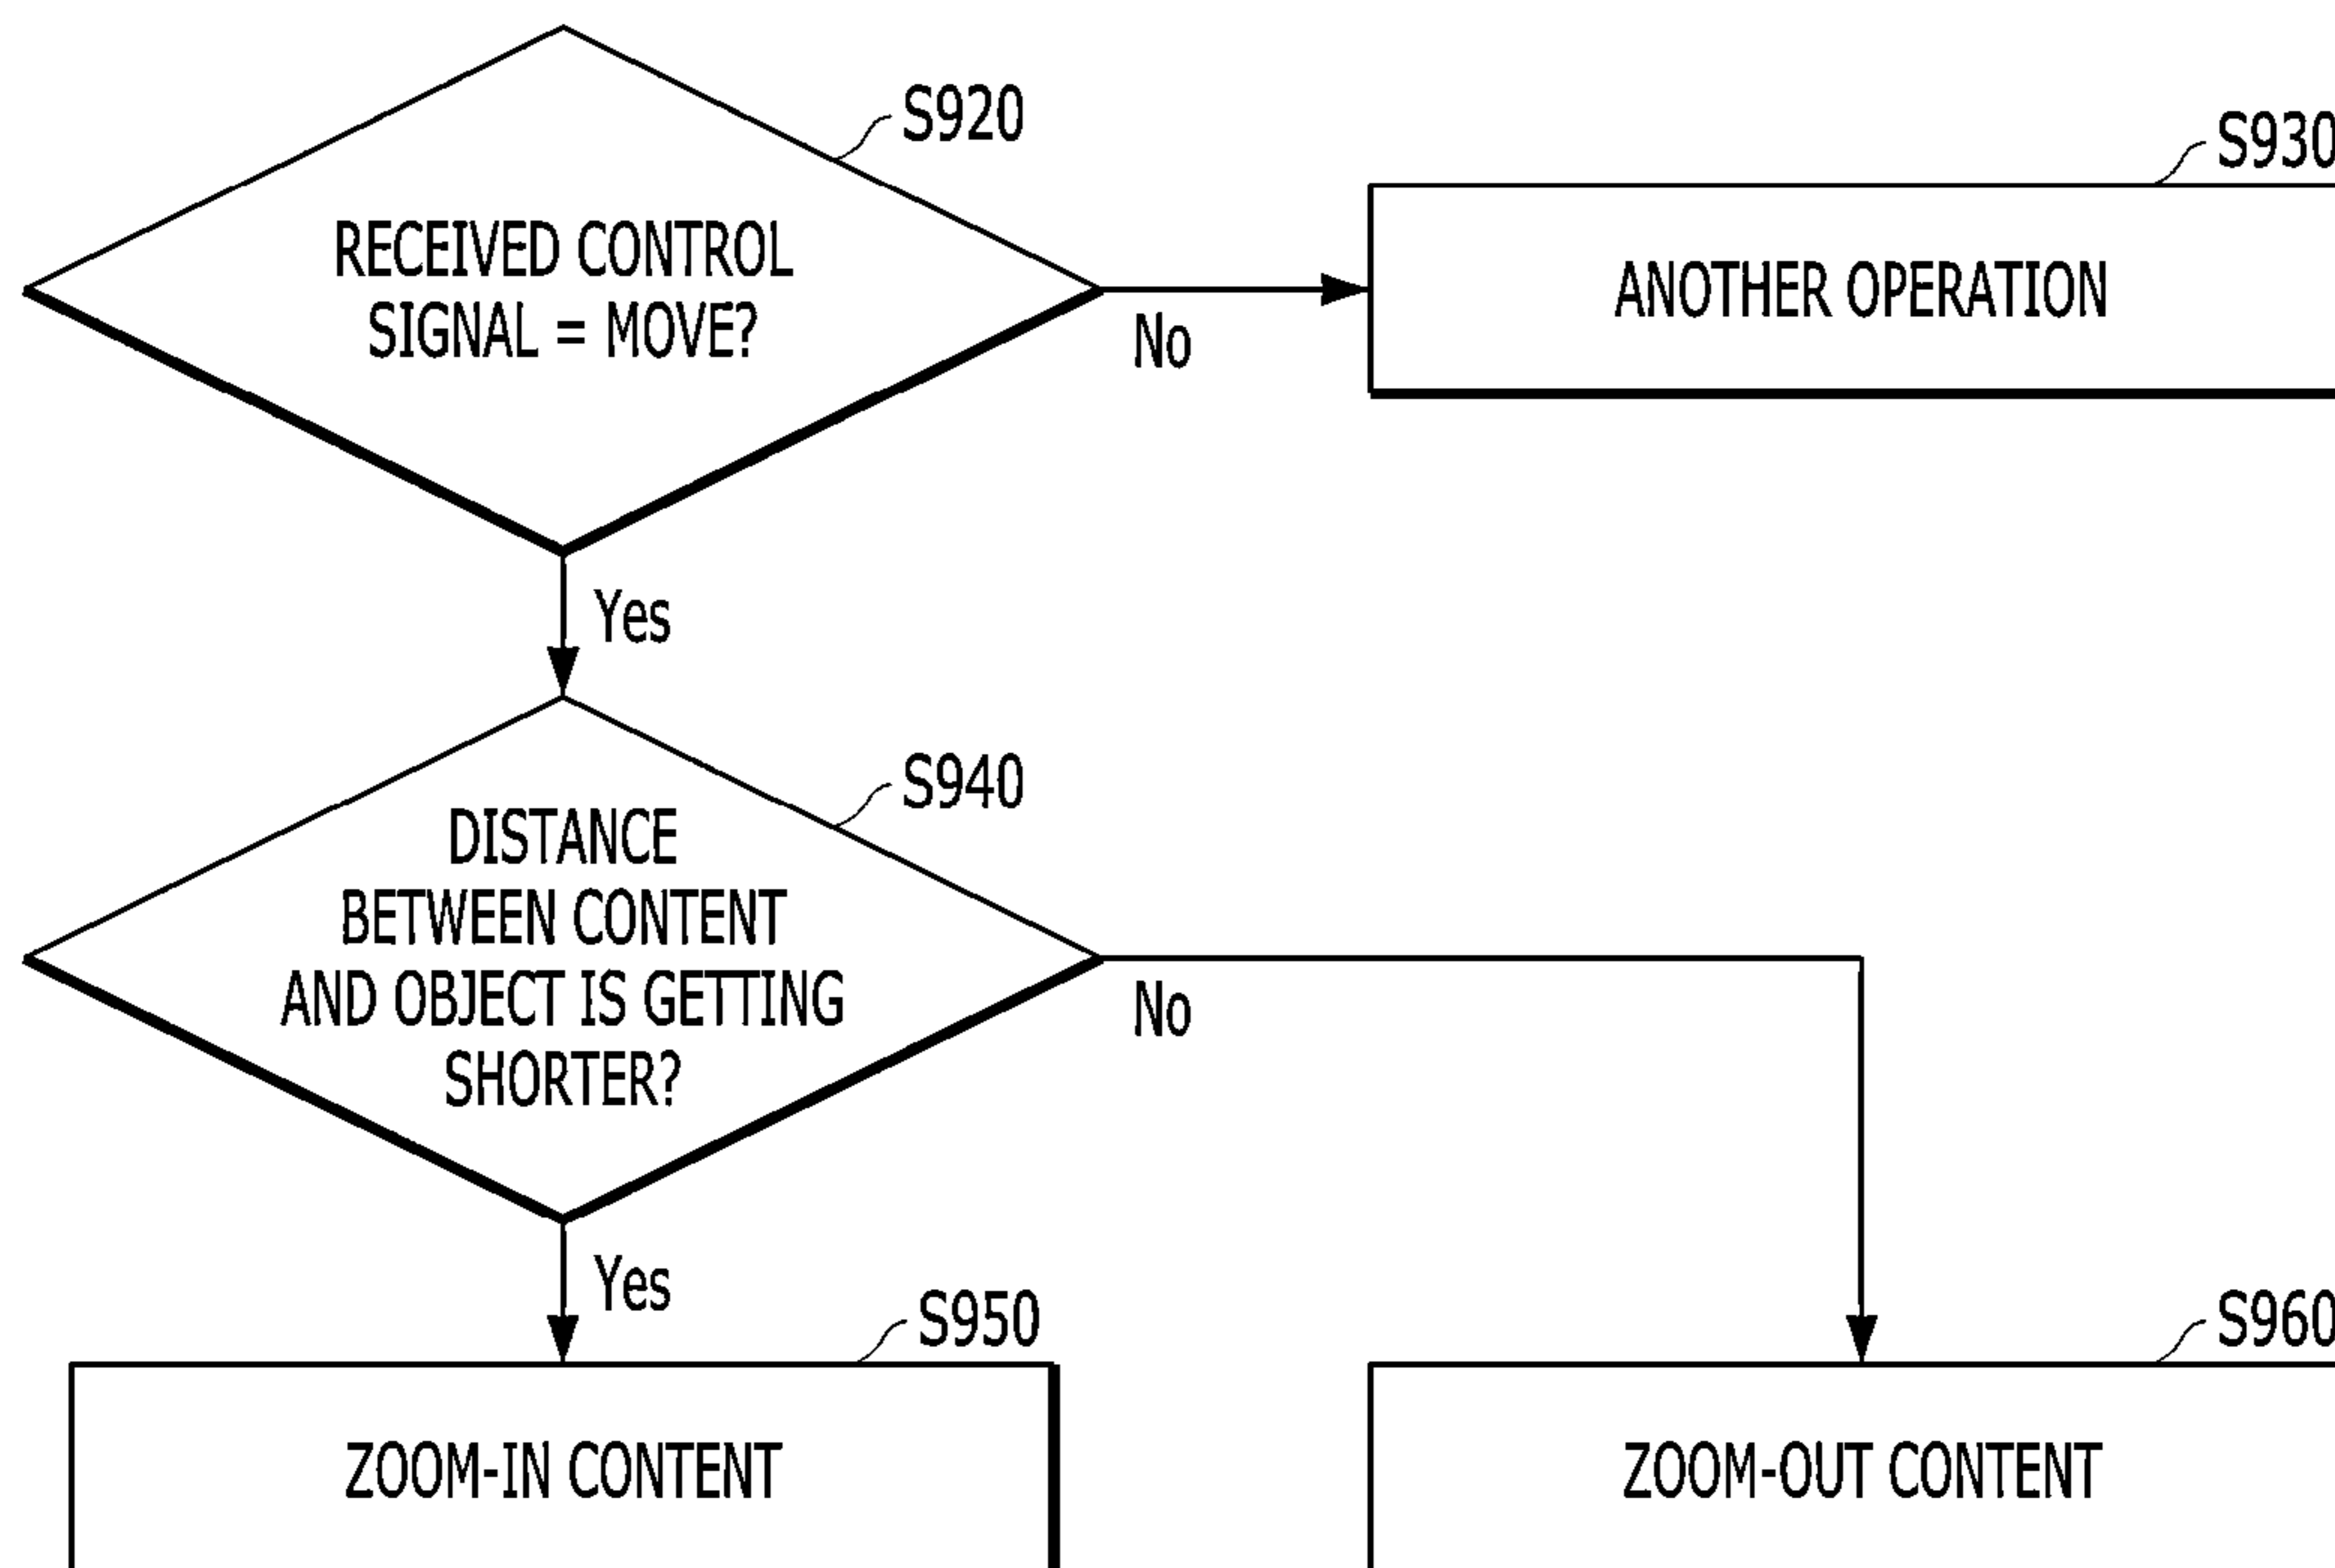 S920
RECEIVED CONTROL
SIGNAL = MOVE?
No
S930
ANOTHER OPERATION
Yes
S940
DISTANCE
BETWEEN CONTENT
AND OBJECT IS GETTING
SHORTER?
No
Yes
S950
ZOOM-IN CONTENT
S960
ZOOM-OUT CONTENT